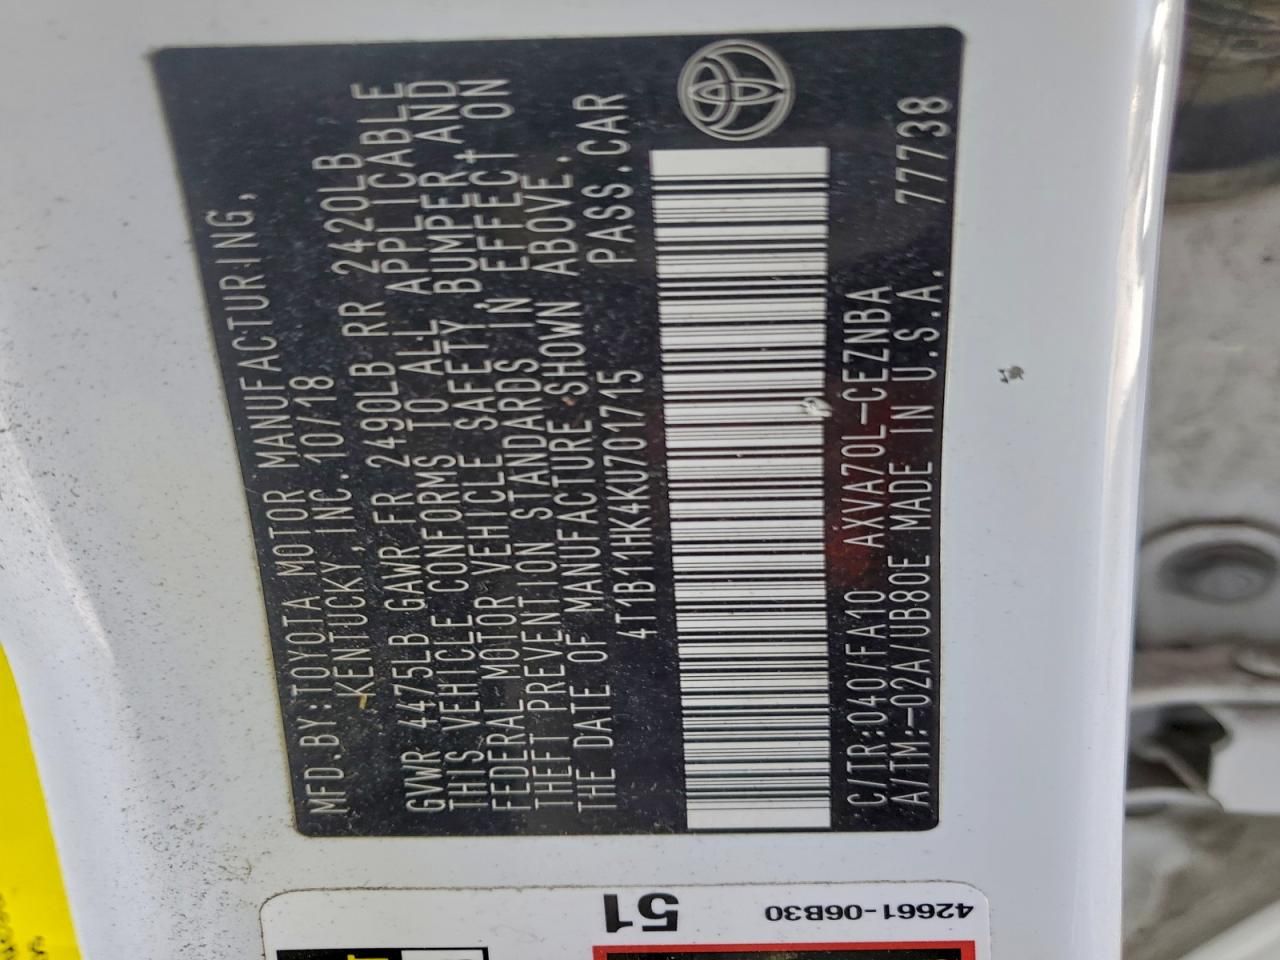 MFD.BY:TOYOTA MOTOR MANUFACTURING,
KENTUCKY, INC. 10/18
GVWR 4475LB GAWR FR 2490LB RR 2420LB
THIS VEHICLE CONFORMS TO ALL APPLICABLE
FEDERAL MOTOR VEHICLE SAFETY, BUMPER, AND
THEFT PREVENTION STANDARDS IN EFFECT ON
THE DATE OF MANUFACTURE SHOWN ABOVE.
4T1B11HK4KU701715 PASS.CAR
C/TR:040/FA10 AXVA70L-CEZNBA
A/TM:-02A/UB80E MADE IN U.S.A. 77738
42661-06B30
51